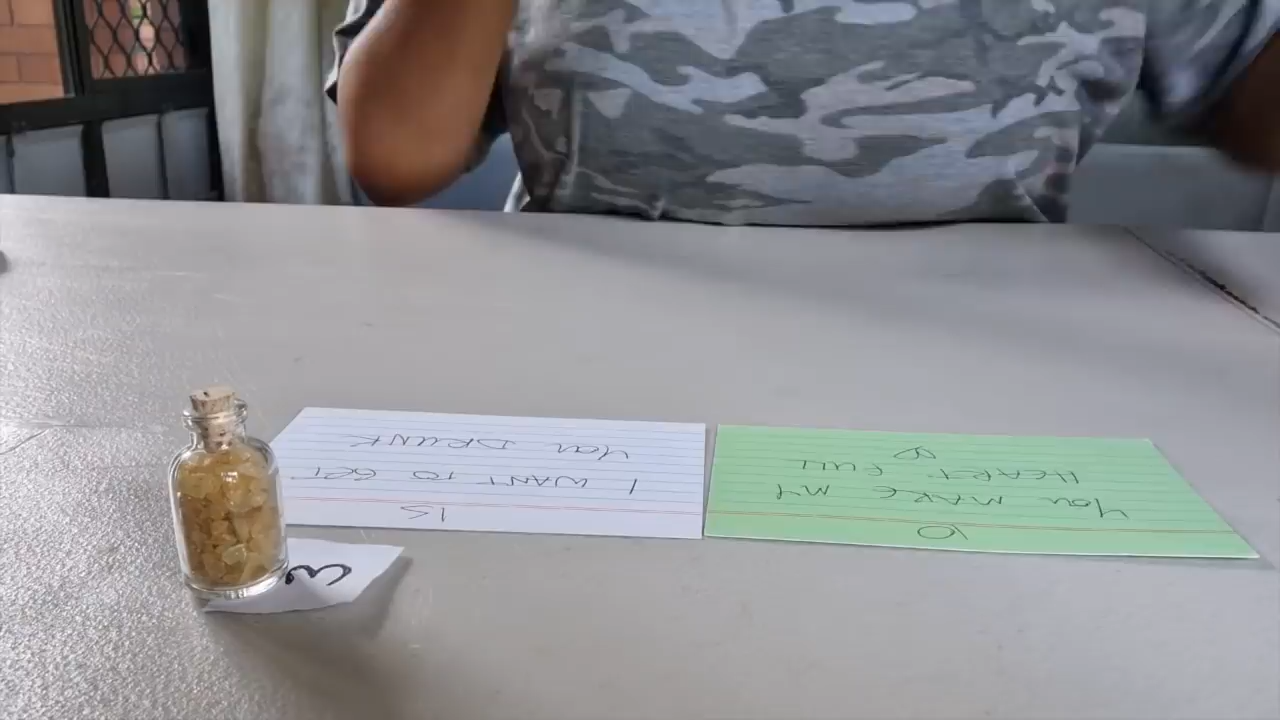 15
I WANT TO GET
YOU DRUNK
10
YOU MAKE MY
HEART FULL
♡
3